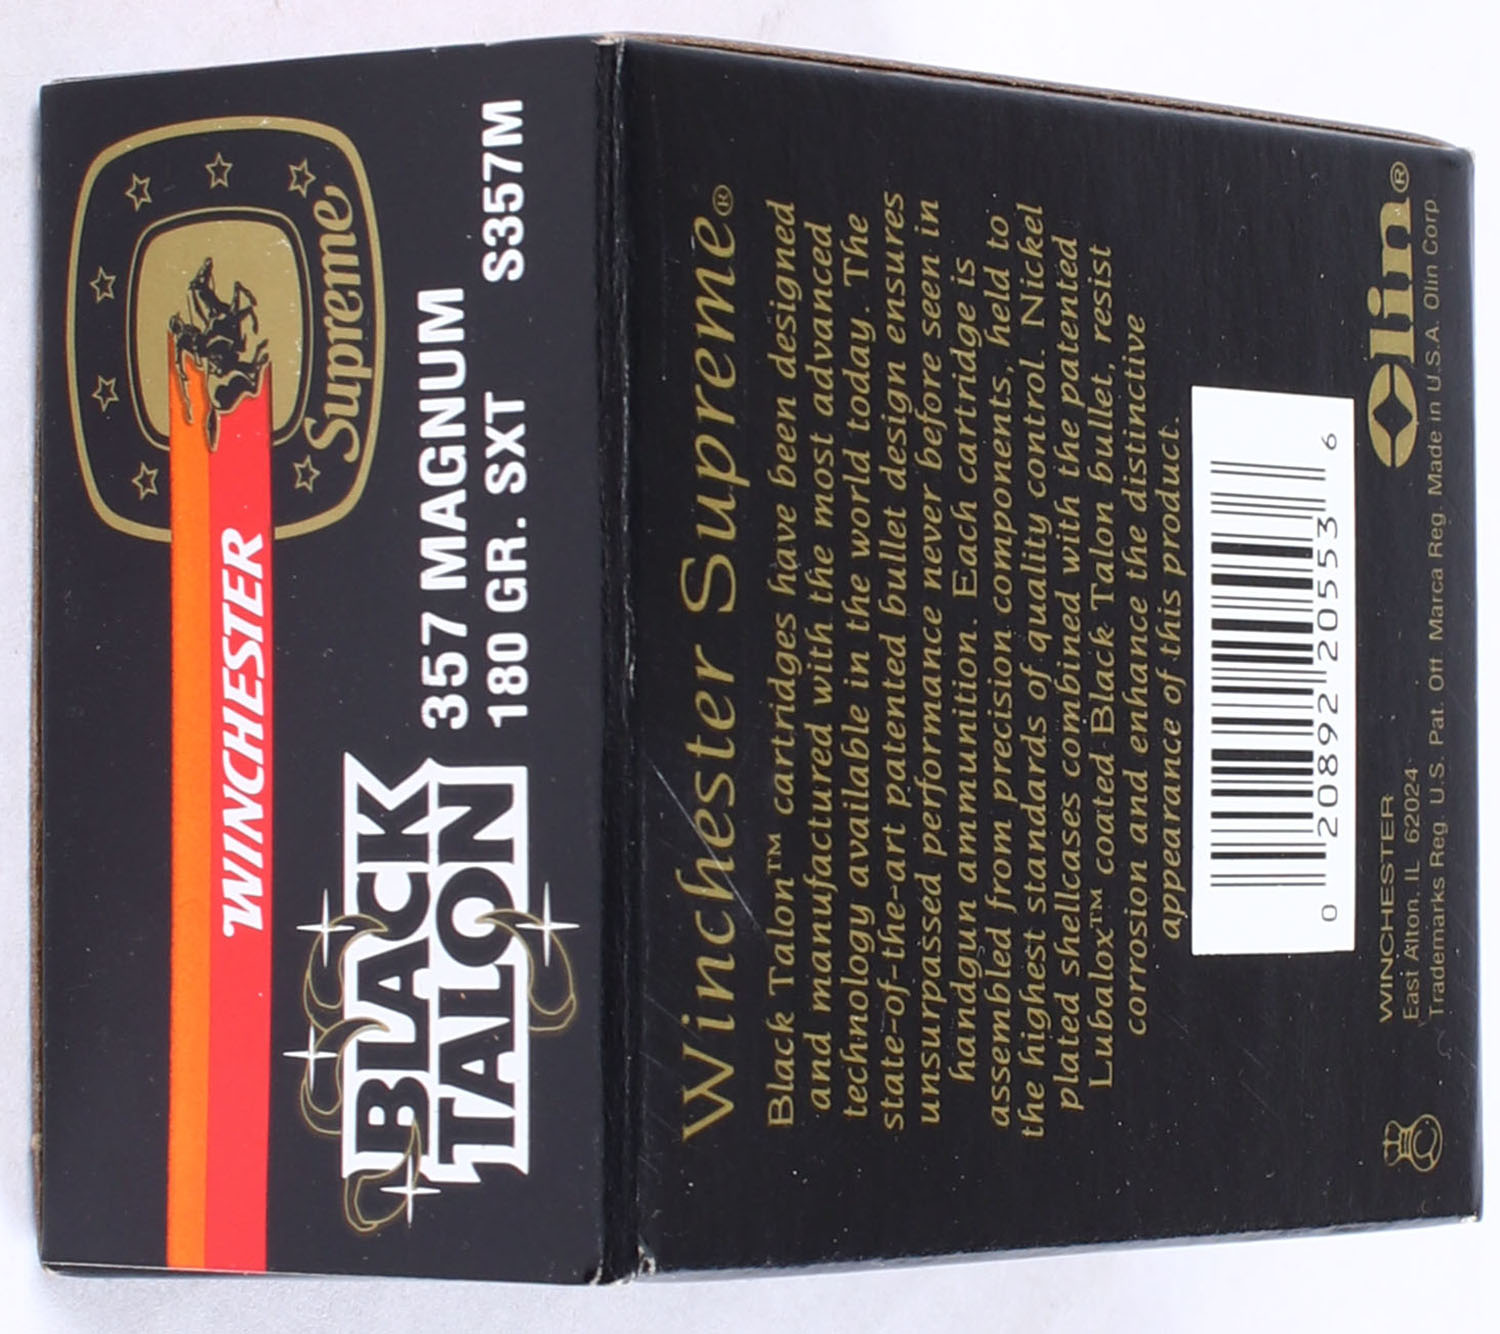 Supreme
WINCHESTER
BLACK
TALON
357 MAGNUM
180 GR. SXT S357M
Winchester Supreme®
Black Talon™ cartridges have been designed
and manufactured with the most advanced
technology available in the world today. The
state-of-the-art patented bullet design ensures
unsurpassed performance never before seen in
handgun ammunition. Each cartridge is
assembled from precision components, held to
the highest standards of quality control. Nickel
plated shellcases combined with the patented
Lubalox™ coated Black Talon bullet, resist
corrosion and enhance the distinctive
appearance of this product.
0 20892 20553 6
WINCHESTER
East Alton, IL 62024
Trademarks Reg. U.S. Pat. Off. Marca Reg. Made in U.S.A. Olin Corp.
Olin®